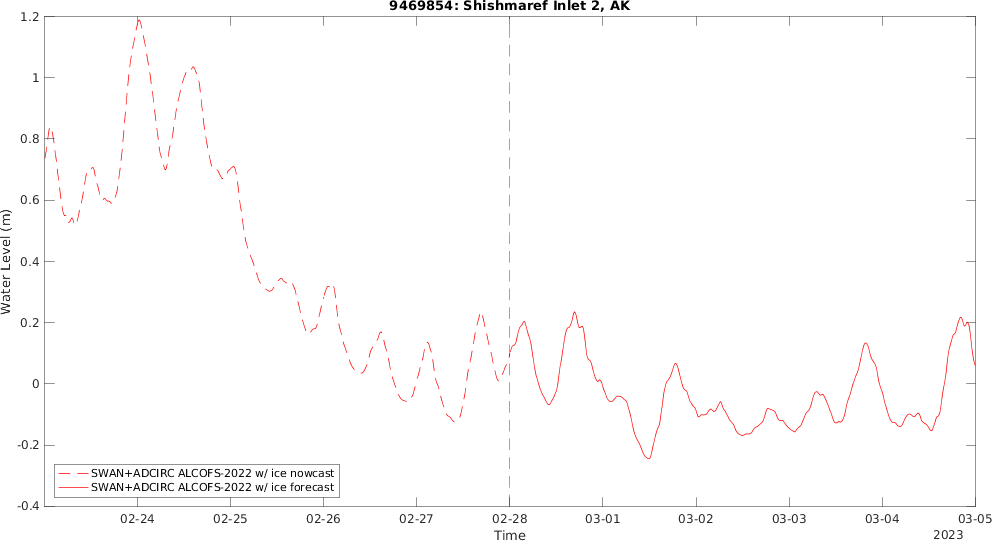 9469854: Shishmaref Inlet 2, AK
1.2
1
0.8
0.6
0.4
0.2
0
-0.2
-0.4
Water Level (m)
SWAN+ADCIRC ALCOFS-2022 w/ ice nowcast
SWAN+ADCIRC ALCOFS-2022 w/ ice forecast
02-24 02-25 02-26 02-27 02-28 03-01 03-02 03-03 03-04 03-05
Time
2023